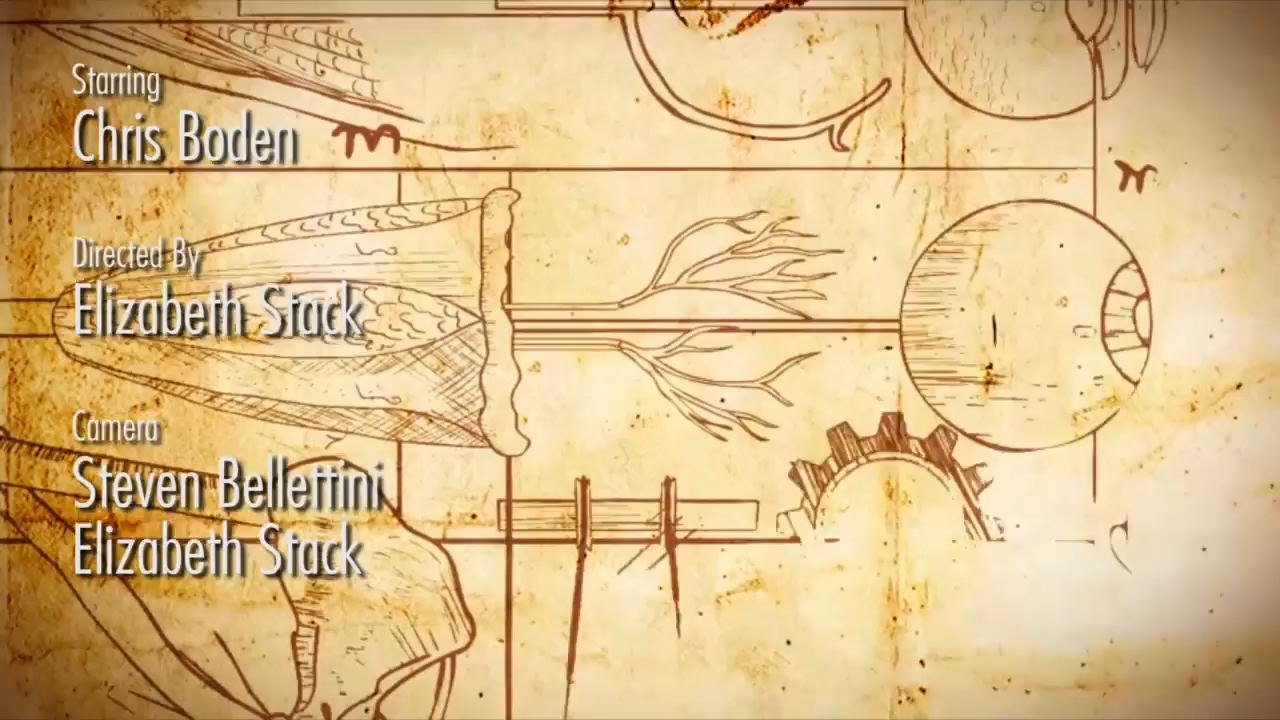 Starring
Chris Boden
Directed By
Elizabeth Stack
Camera
Steven Bellettini
Elizabeth Stack